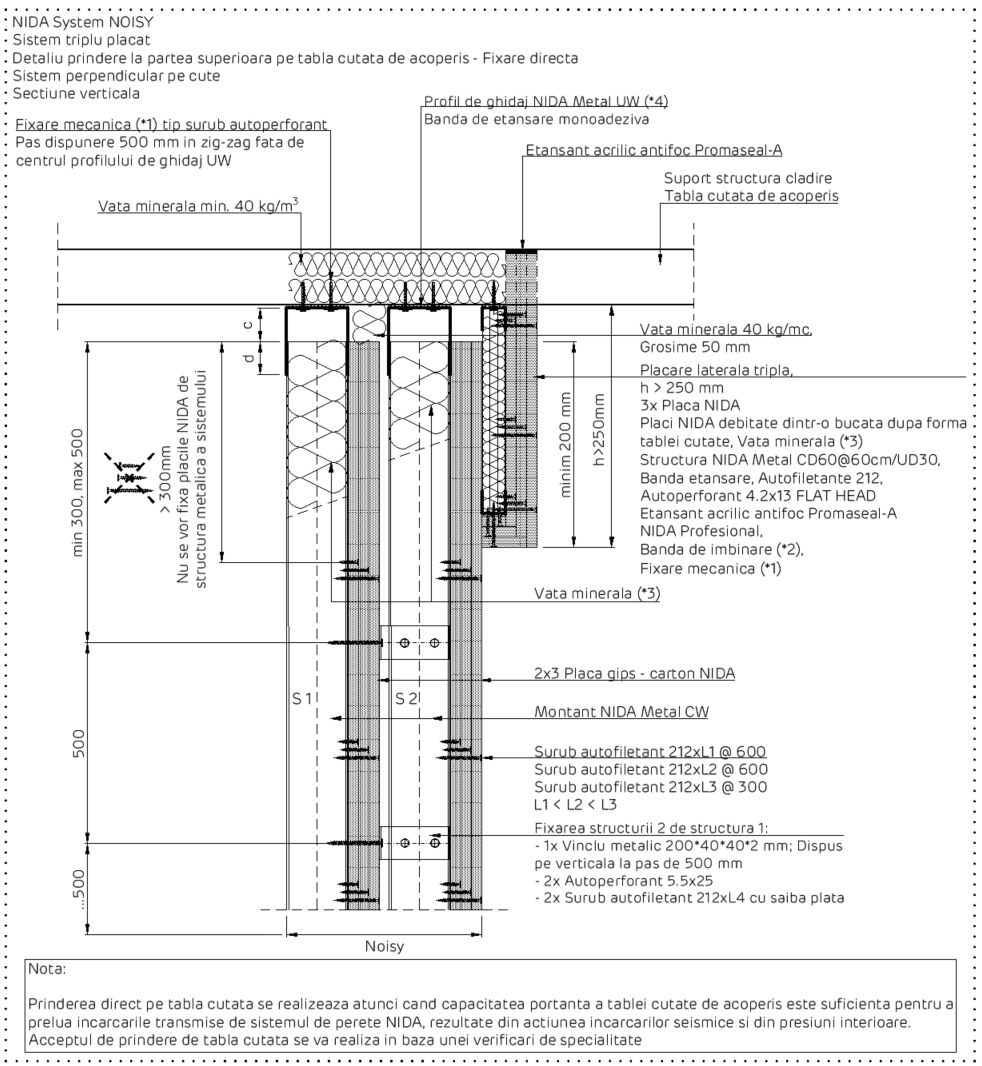 NIDA System NOISY
Sistem triplu placat
Detaliu prindere la partea superioara pe tabla cutata de acoperis - Fixare directa
Sistem perpendicular pe cute
Sectiune verticala
Fixare mecanica (*1) tip surub autoperforant
Pas dispunere 500 mm in zig-zag fata de
centrul profilului de ghidaj UW
Profil de ghidaj NIDA Metal UW (*4)
Banda de etansare monoadeziva
Etansant acrilic antifoc Promaseal-A
Suport structura cladire
Tabla cutata de acoperis
Vata minerala min. 40 kg/m³
c
d
min 300, max 500
> 300mm
Nu se vor fixa placile NIDA de
structura metalica a sistemului
minim 200 mm
h>250mm
Vata minerala 40 kg/mc,
Grosime 50 mm
Placare laterala tripla,
h > 250 mm
3x Placa NIDA
Placi NIDA debitate dintr-o bucata dupa forma
tablei cutate, Vata minerala (*3)
Structura NIDA Metal CD60@60cm/UD30,
Banda etansare, Autofiletante 212,
Autoperforant 4.2x13 FLAT HEAD
Etansant acrilic antifoc Promaseal-A
NIDA Profesional,
Banda de imbinare (*2),
Fixare mecanica (*1)
Vata minerala (*3)
2x3 Placa gips - carton NIDA
S 1
S 2
Montant NIDA Metal CW
500
Surub autofiletant 212xL1 @ 600
Surub autofiletant 212xL2 @ 600
Surub autofiletant 212xL3 @ 300
L1 < L2 < L3
Fixarea structurii 2 de structura 1:
- 1x Vinclu metalic 200*40*40*2 mm; Dispus
pe verticala la pas de 500 mm
- 2x Autoperforant 5.5x25
- 2x Surub autofiletant 212xL4 cu saiba plata
...500
Noisy
Nota:
Prinderea direct pe tabla cutata se realizeaza atunci cand capacitatea portanta a tablei cutate de acoperis este suficienta pentru a
prelua incarcarile transmise de sistemul de perete NIDA, rezultate din actiunea incarcarilor seismice si din presiuni interioare.
Acceptul de prindere de tabla cutata se va realiza in baza unei verificari de specialitate